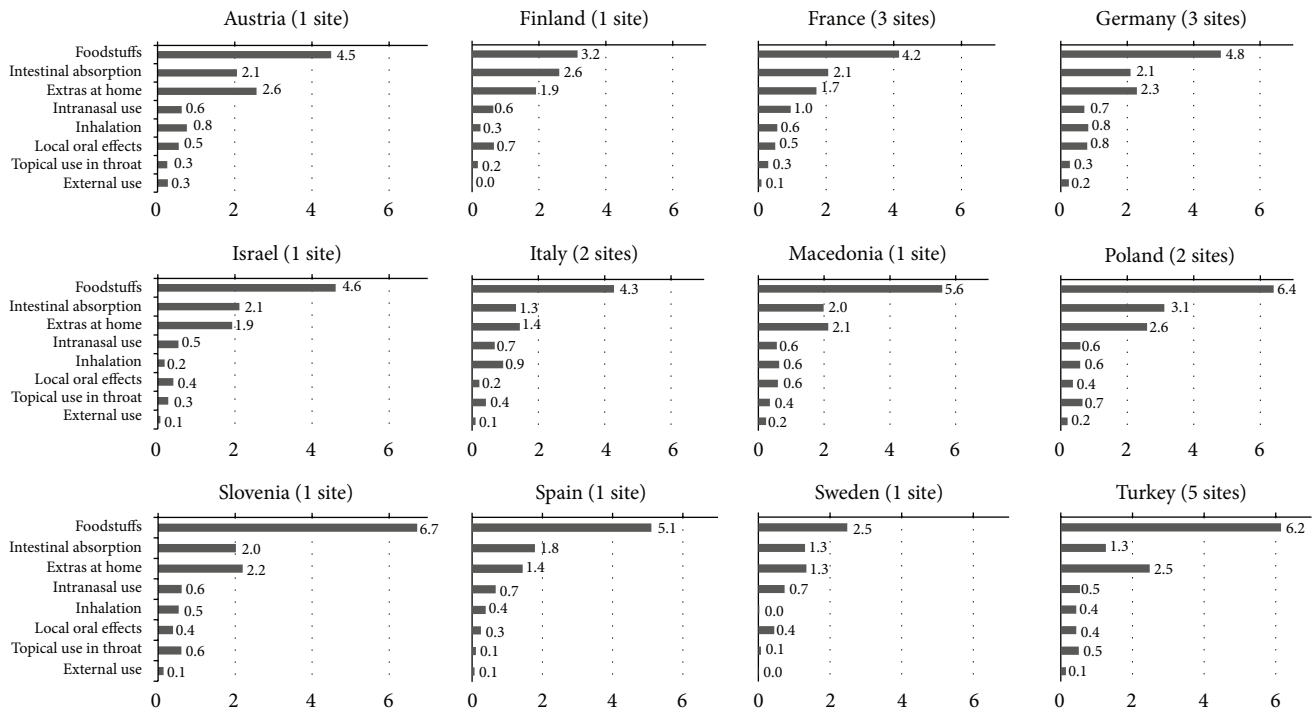 Austria (1 site)
Foodstuffs 4.5
Intestinal absorption 2.1
Extras at home 2.6
Intranasal use 0.6
Inhalation 0.8
Local oral effects 0.5
Topical use in throat 0.3
External use 0.3
0 2 4 6
Finland (1 site)
3.2
2.6
1.9
0.6
0.3
0.7
0.2
0.0
0 2 4 6
France (3 sites)
4.2
2.1
1.7
1.0
0.6
0.5
0.3
0.1
0 2 4 6
Germany (3 sites)
4.8
2.1
2.3
0.7
0.8
0.8
0.3
0.2
0 2 4 6
Israel (1 site)
Foodstuffs 4.6
Intestinal absorption 2.1
Extras at home 1.9
Intranasal use 0.5
Inhalation 0.2
Local oral effects 0.4
Topical use in throat 0.3
External use 0.1
0 2 4 6
Italy (2 sites)
4.3
1.3
1.4
0.7
0.9
0.2
0.4
0.1
0 2 4 6
Macedonia (1 site)
5.6
2.0
2.1
0.6
0.6
0.6
0.4
0.2
0 2 4 6
Poland (2 sites)
6.4
3.1
2.6
0.6
0.6
0.4
0.7
0.2
0 2 4 6
Slovenia (1 site)
Foodstuffs 6.7
Intestinal absorption 2.0
Extras at home 2.2
Intranasal use 0.6
Inhalation 0.5
Local oral effects 0.4
Topical use in throat 0.6
External use 0.1
0 2 4 6
Spain (1 site)
5.1
1.8
1.4
0.7
0.4
0.3
0.1
0.1
0 2 4 6
Sweden (1 site)
2.5
1.3
1.3
0.7
0.0
0.4
0.1
0.0
0 2 4 6
Turkey (5 sites)
6.2
1.3
2.5
0.5
0.4
0.4
0.5
0.1
0 2 4 6